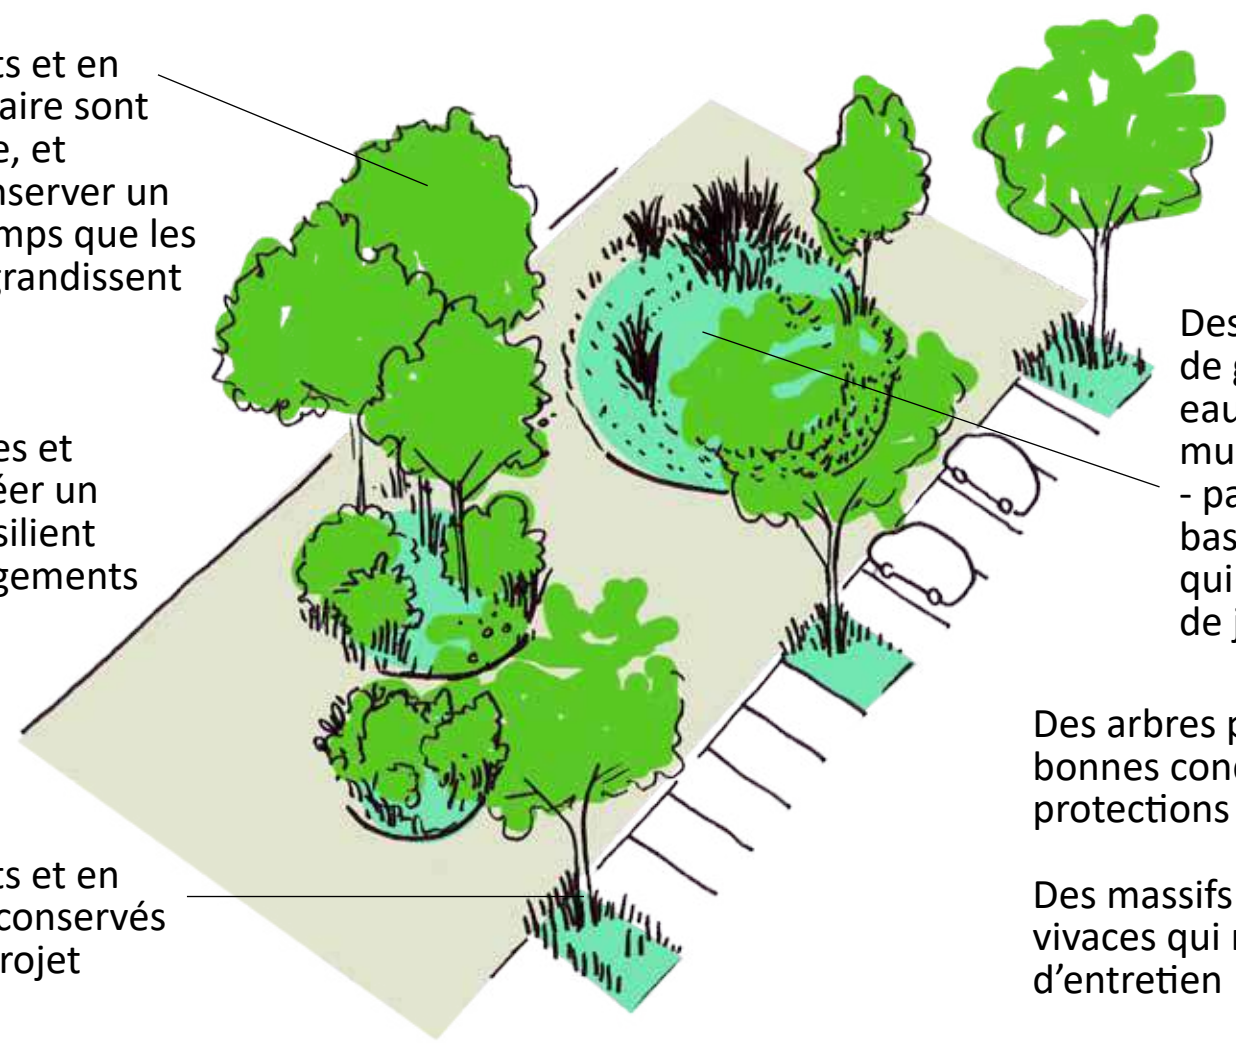 ts et en
aire sont
e, et
nserver un
mps que les
grandissent
es et
éer un
silient
gements
ts et en
conservés
rojet
Des
de g
eau
mu
- pa
bas
qui
de j
Des arbres p
bonnes cond
protections
Des massifs
vivaces qui n
d'entretien